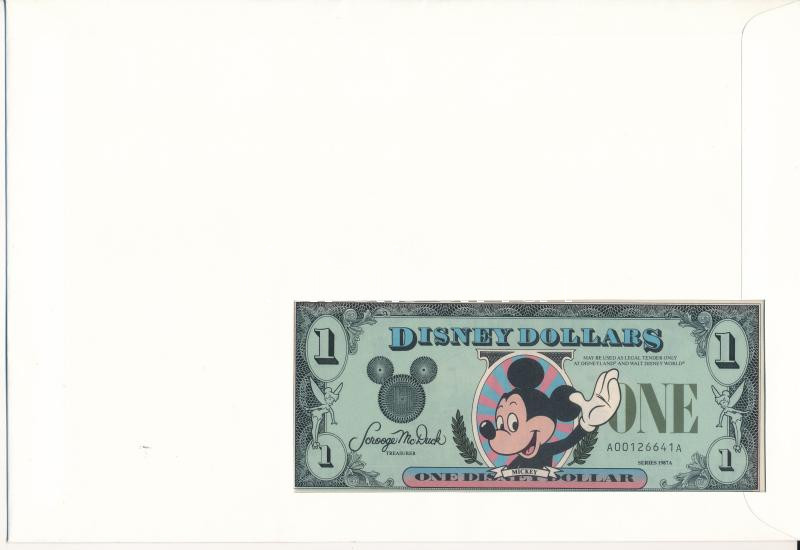 DISNEY DOLLARS
1
1
MAY BE USED AS LEGAL TENDER ONLY
AT DISNEYLAND® AND WALT DISNEY WORLD®
ONE
A00126641A
Scrooge McDuck
TREASURER
SERIES 1987A
1
1
MICKEY
ONE DISNEY DOLLAR